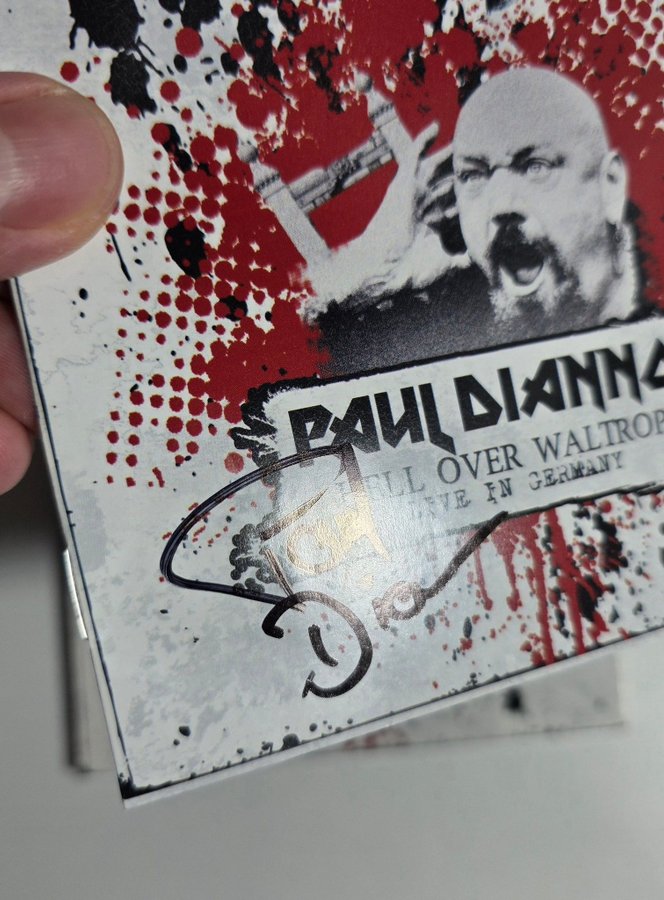 PAUL DIANNO
HELL OVER WALTROP
LIVE IN GERMANY